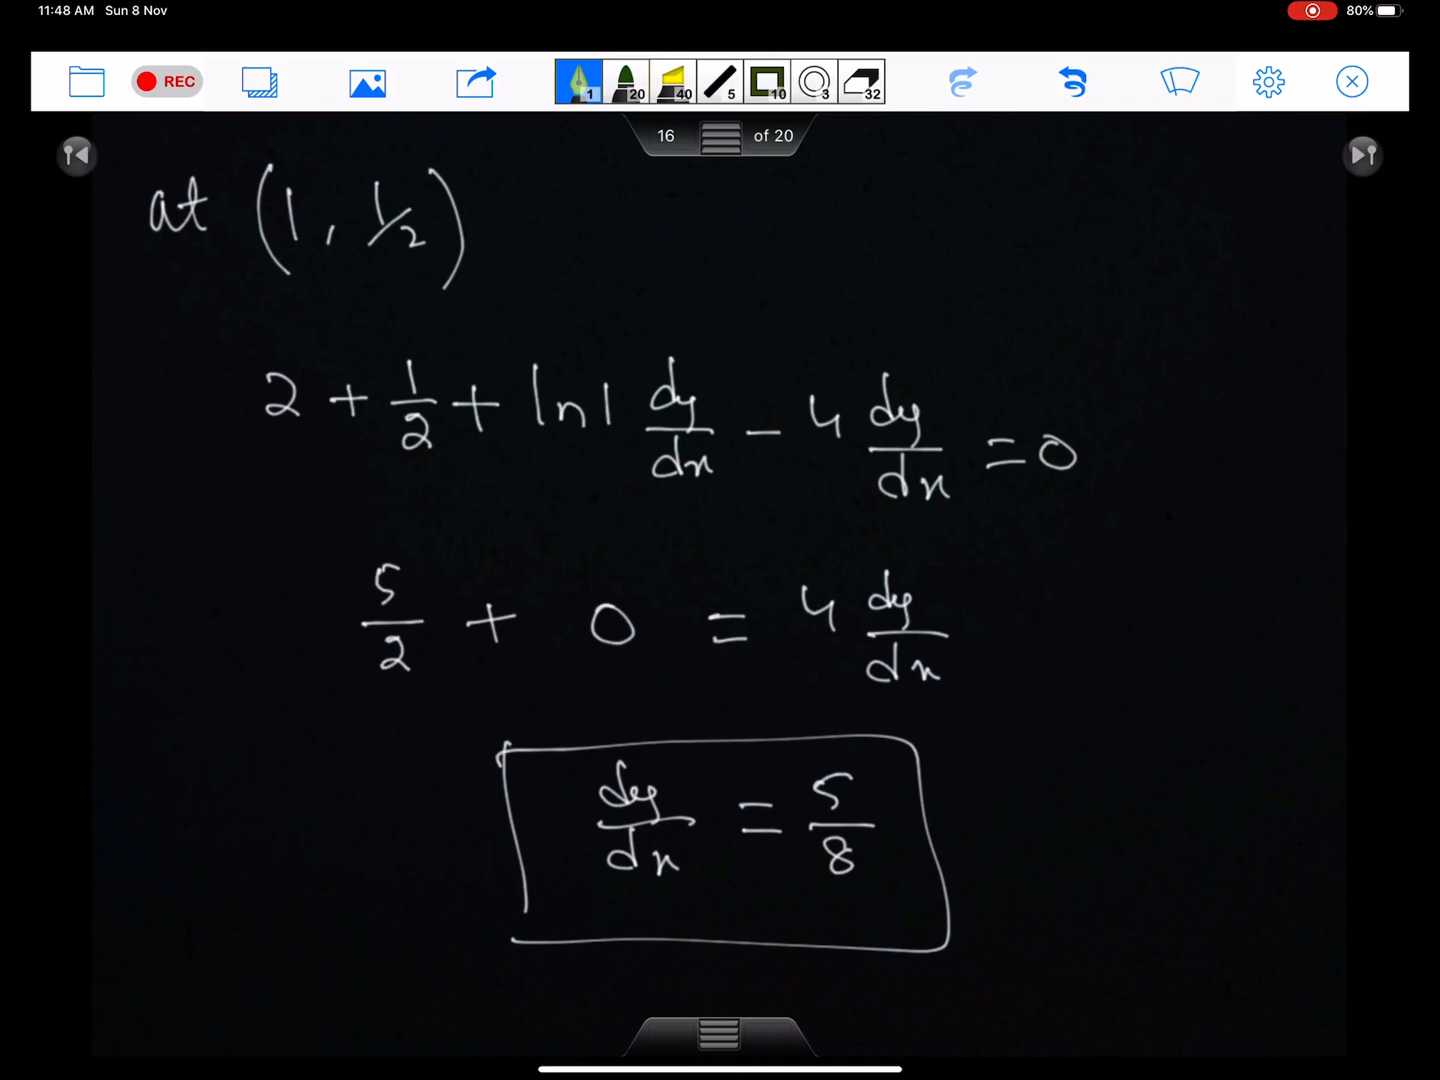 11:48 AM Sun 8 Nov 80%
REC 1 20 40 5 10 3 32
16 of 20
at (1, 1/2)
2 + 1/2 + ln1 dy/dx - 4 dy/dx = 0
5/2 + 0 = 4 dy/dx
dy/dx = 5/8